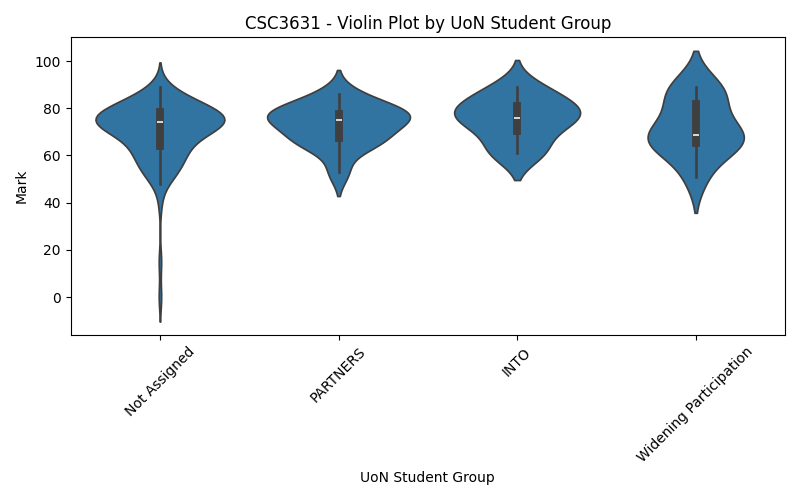 CSC3631 - Violin Plot by UoN Student Group
100
80
60
40
20
0
Mark
Not Assigned
PARTNERS
INTO
Widening Participation
UoN Student Group